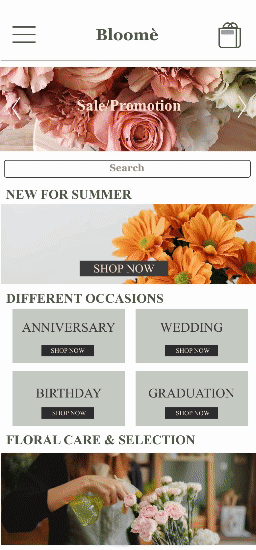 Bloomè
Sale/Promotion
Search
NEW FOR SUMMER
SHOP NOW
DIFFERENT OCCASIONS
ANNIVERSARY
SHOP NOW
WEDDING
SHOP NOW
BIRTHDAY
SHOP NOW
GRADUATION
SHOP NOW
FLORAL CARE & SELECTION